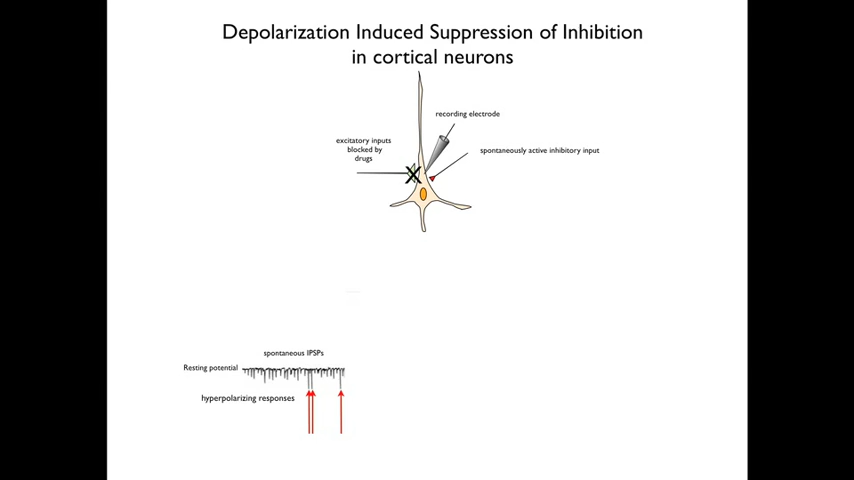 Depolarization Induced Suppression of Inhibition
in cortical neurons
recording electrode
excitatory inputs
blocked by
drugs
spontaneously active inhibitory input
spontaneous IPSPs
Resting potential
hyperpolarizing responses